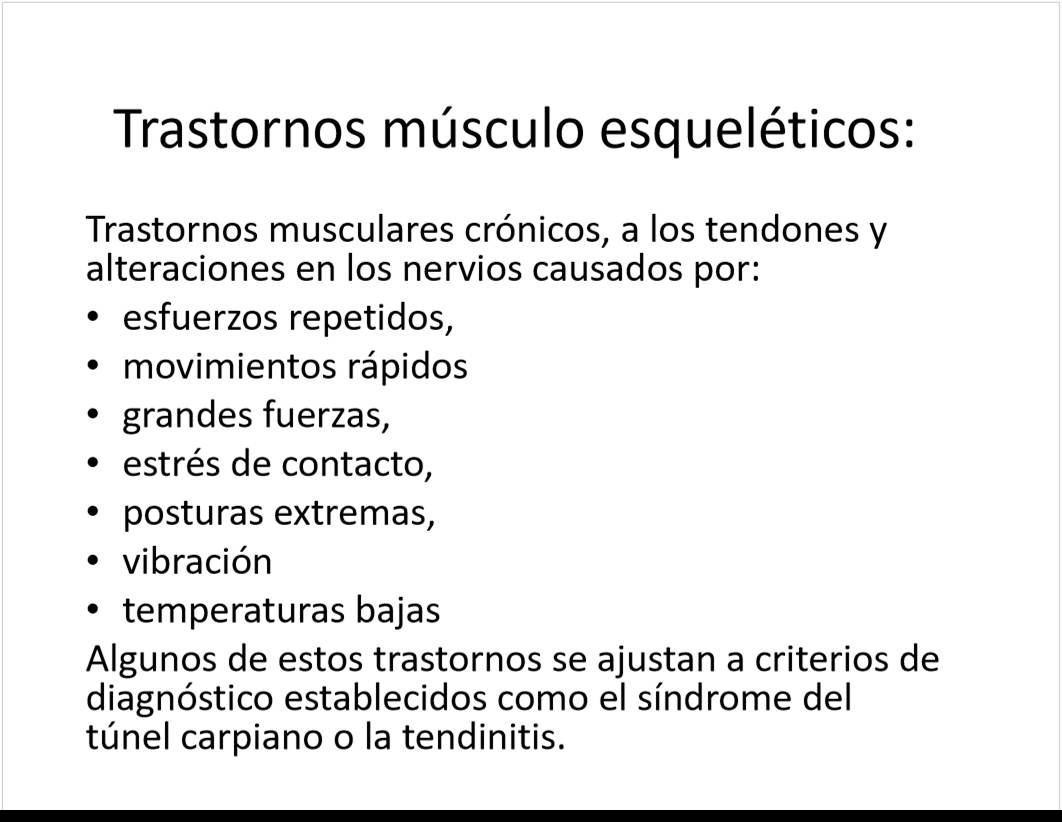 Trastornos músculo esqueléticos:
Trastornos musculares crónicos, a los tendones y
alteraciones en los nervios causados por:
• esfuerzos repetidos,
• movimientos rápidos
• grandes fuerzas,
• estrés de contacto,
• posturas extremas,
• vibración
• temperaturas bajas
Algunos de estos trastornos se ajustan a criterios de
diagnóstico establecidos como el síndrome del
túnel carpiano o la tendinitis.